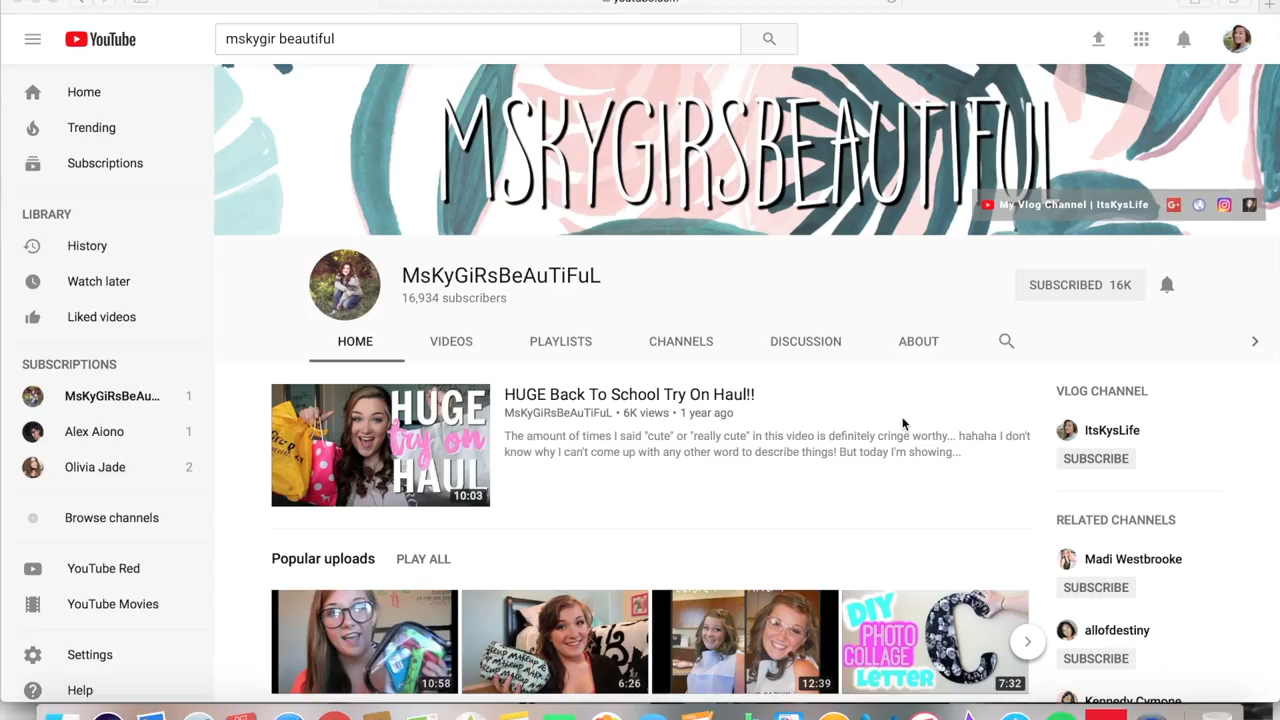 youtube.com
YouTube
mskygir beautiful
Home
Trending
Subscriptions
LIBRARY
History
Watch later
Liked videos
SUBSCRIPTIONS
MsKyGiRsBeAu... 1
Alex Aiono 1
Olivia Jade 2
Browse channels
YouTube Red
YouTube Movies
Settings
Help
MSKYGIRSBEAUTIFUL
My Vlog Channel | ItsKysLife
MsKyGiRsBeAuTiFuL
16,934 subscribers
SUBSCRIBED 16K
HOME VIDEOS PLAYLISTS CHANNELS DISCUSSION ABOUT
HUGE
try on
HAUL
10:03
HUGE Back To School Try On Haul!!
MsKyGiRsBeAuTiFuL • 6K views • 1 year ago
The amount of times I said "cute" or "really cute" in this video is definitely cringe worthy... hahaha I don't
know why I can't come up with any other word to describe things! But today I'm showing...
Popular uploads PLAY ALL
10:58
6:26
12:39
DIY
PHOTO
COLLAGE
LETTER
7:32
VLOG CHANNEL
ItsKysLife
SUBSCRIBE
RELATED CHANNELS
Madi Westbrooke
SUBSCRIBE
allofdestiny
SUBSCRIBE
Kennedy Cymone